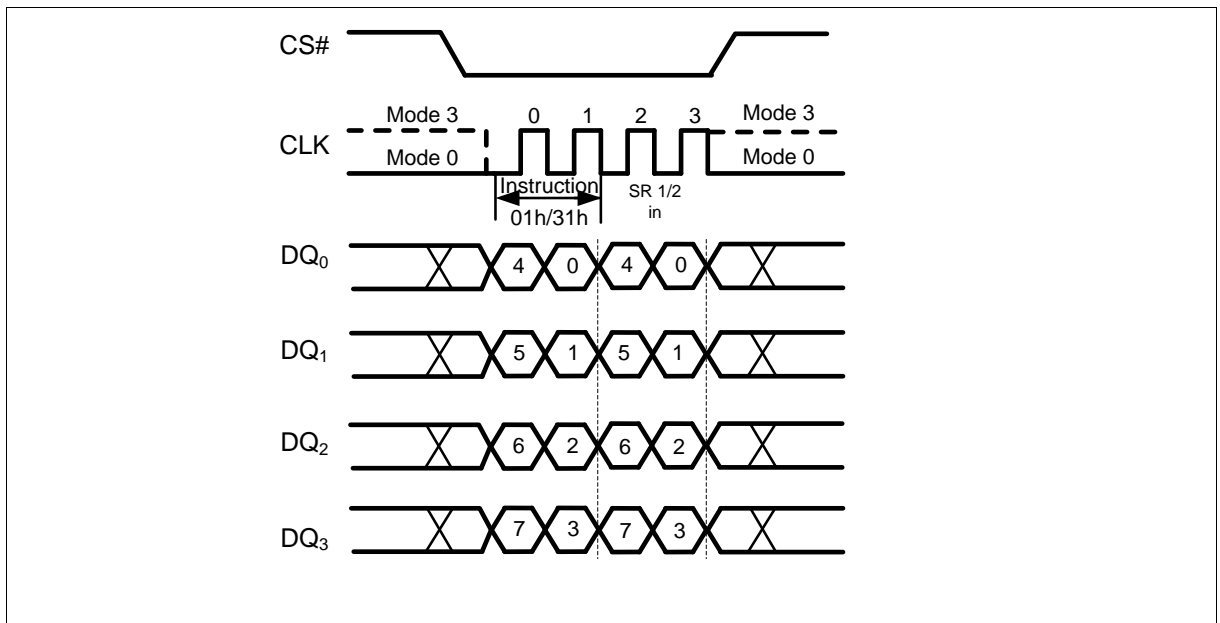 CS#
Mode 3 0 1 2 3 Mode 3
CLK
Mode 0 Mode 0
Instruction SR 1/2
01h/31h in
DQ0 4 0 4 0
DQ1 5 1 5 1
DQ2 6 2 6 2
DQ3 7 3 7 3